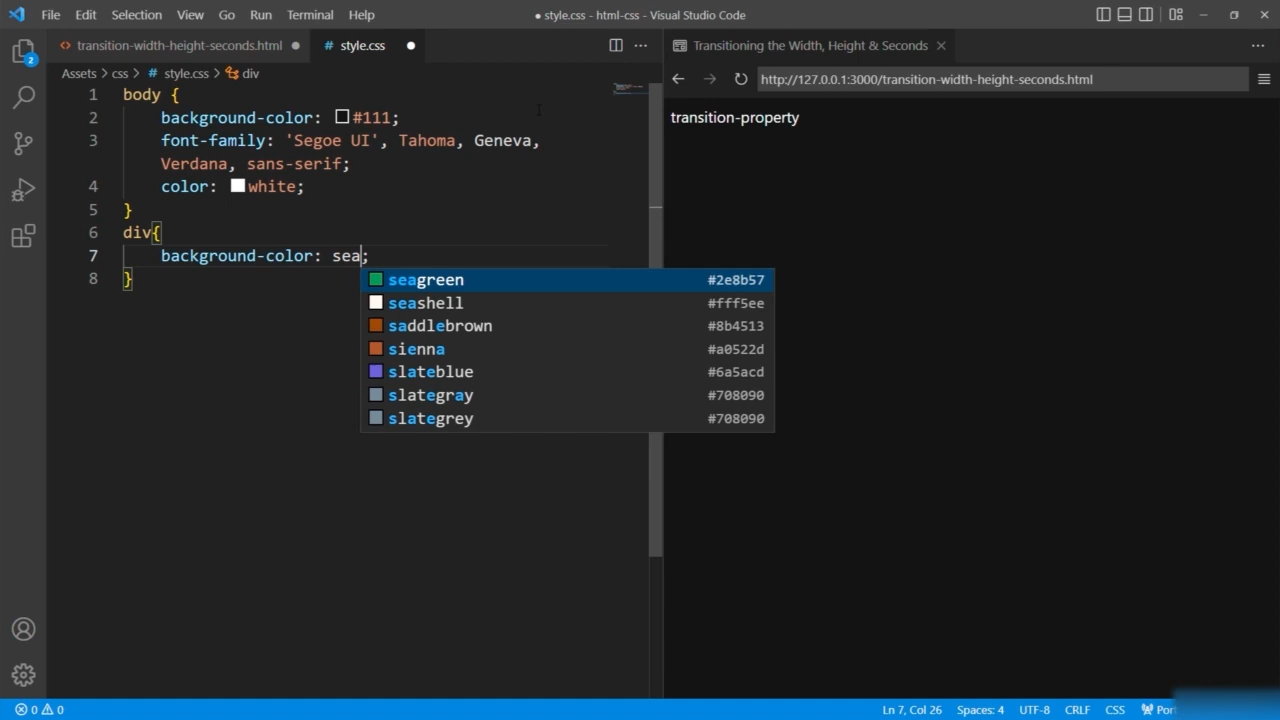 File Edit Selection View Go Run Terminal Help
● style.css - html-css - Visual Studio Code
2
<> transition-width-height-seconds.html ●
# style.css ●
Transitioning the Width, Height & Seconds
Assets > css > # style.css > div
http://127.0.0.1:3000/transition-width-height-seconds.html
1 body {
2 background-color: #111;
3 font-family: 'Segoe UI', Tahoma, Geneva,
Verdana, sans-serif;
4 color: white;
5 }
6 div{
7 background-color: sea;
8 }
seagreen #2e8b57
seashell #fff5ee
saddlebrown #8b4513
sienna #a0522d
slateblue #6a5acd
slategray #708090
slategrey #708090
transition-property
0 0
Ln 7, Col 26 Spaces: 4 UTF-8 CRLF CSS